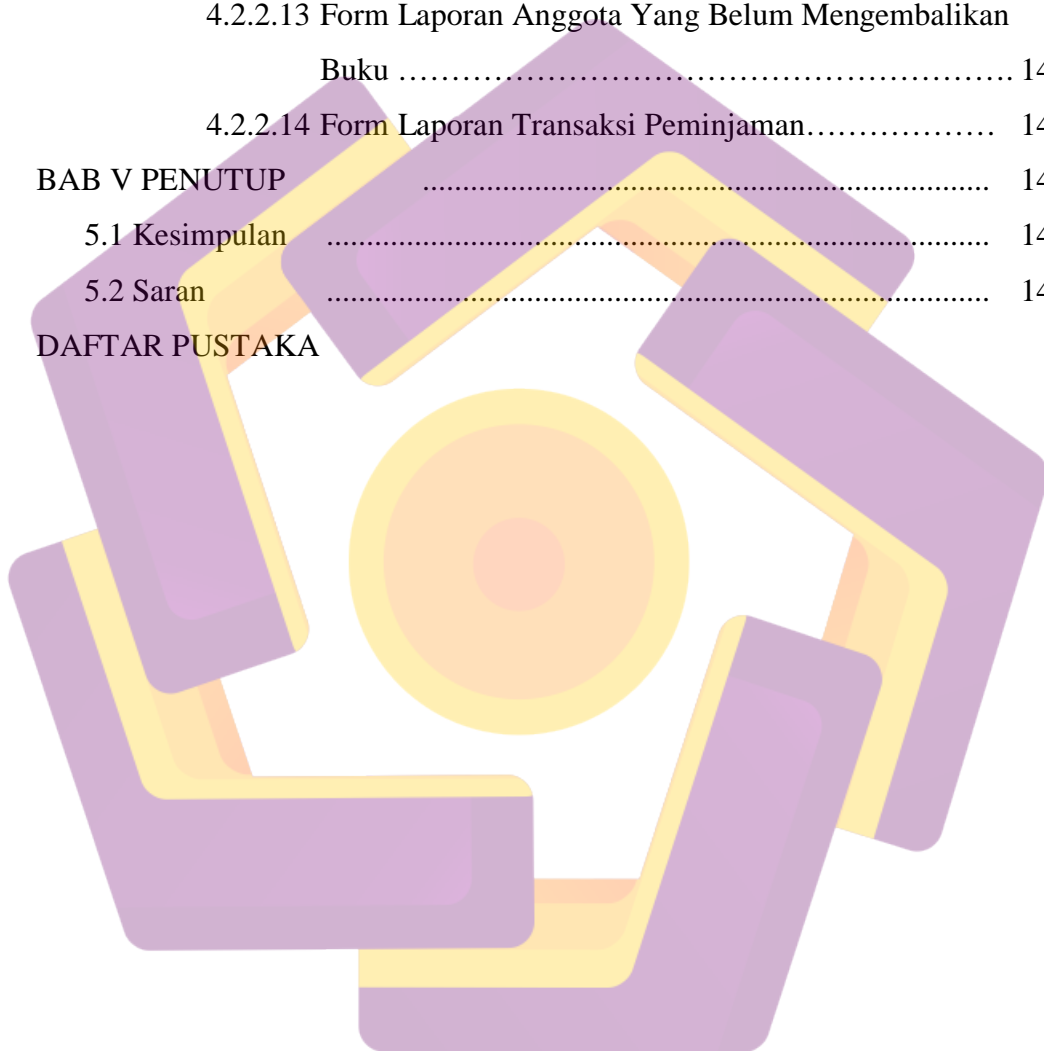 4.2.2.13 Form Laporan Anggota Yang Belum Mengembalikan
Buku ……………………………………………………. 14
4.2.2.14 Form Laporan Transaksi Peminjaman……………… 14
BAB V PENUTUP ................................................................................ 14
5.1 Kesimpulan ............................................................................................... 14
5.2 Saran ............................................................................................... 14
DAFTAR PUSTAKA